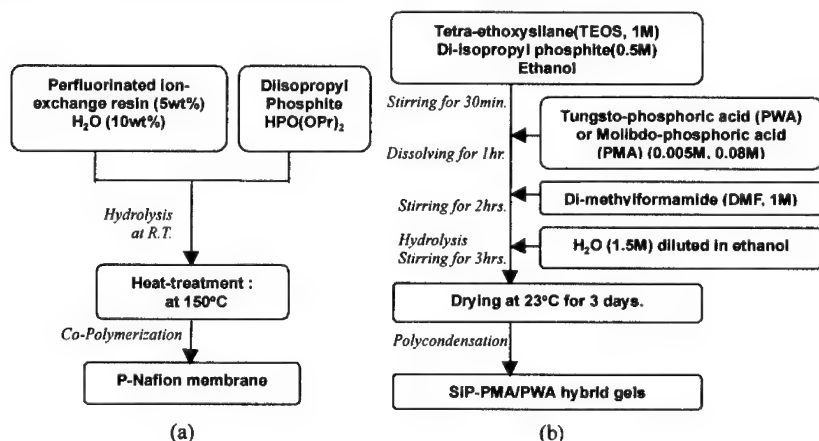 Perfluorinated Ion-
exchange resin (5wt%)
H₂O (10wt%)
Diisopropyl
Phosphite
HPO(OPr)₂
Hydrolysis
at R.T.
Heat-treatment :
at 150°C
Co-Polymerization
P-Nafion membrane
(a)
Tetra-ethoxysilane(TEOS, 1M)
Di-isopropyl phosphite(0.5M)
Ethanol
Stirring for 30min.
Tungsto-phosphoric acid (PWA)
or Molibdo-phosphoric acid
(PMA) (0.005M, 0.08M)
Dissolving for 1hr.
Di-methylformamide (DMF, 1M)
Stirring for 2hrs.
Hydrolysis
Stirring for 3hrs.
H₂O (1.5M) diluted in ethanol
Drying at 23°C for 3 days.
Polycondensation
SiP-PMA/PWA hybrid gels
(b)